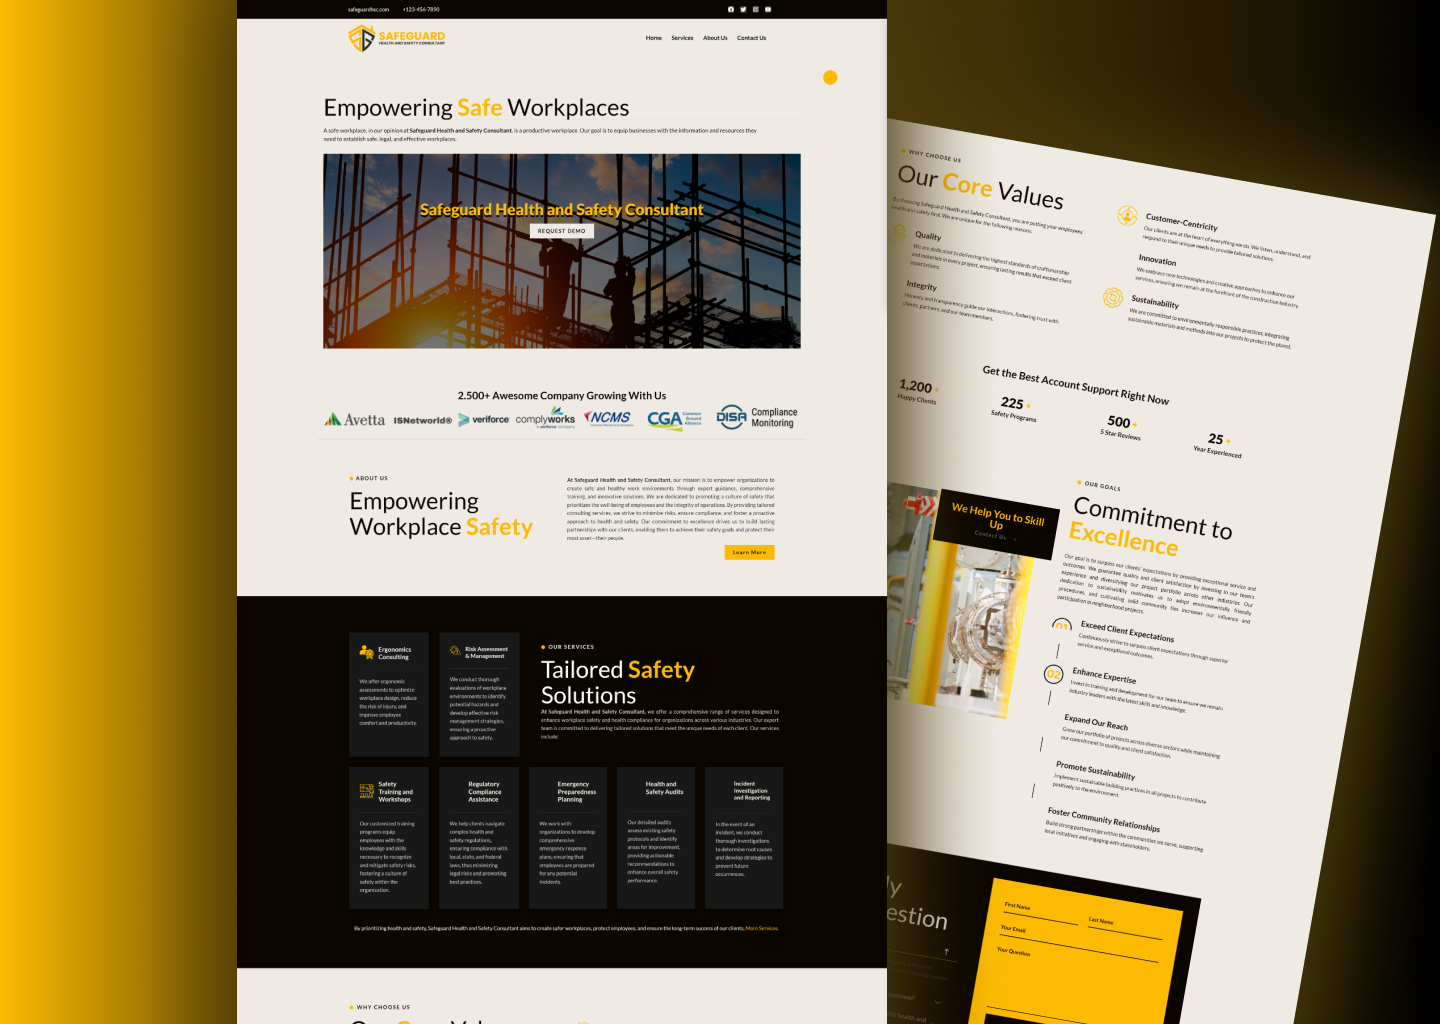 safeguardhsc.com
+123-456-7890
SAFEGUARD
HEALTH AND SAFETY CONSULTANT
Home
Services
About Us
Contact Us
Empowering Safe Workplaces
A safe workplace, in our opinion at Safeguard Health and Safety Consultant, is a productive workplace. Our goal is to equip businesses with the information and resources they
need to establish safe, legal, and effective workplaces.
Safeguard Health and Safety Consultant
REQUEST DEMO
2.500+ Awesome Company Growing With Us
Avetta
ISNetworld®
veriforce
complyworks
a veriforce company
NCMS
CGA
Common
Ground
Alliance
DISA
Compliance
Monitoring
ABOUT US
Empowering
Workplace Safety
At Safeguard Health and Safety Consultant, our mission is to empower organizations to
create safe and healthy work environments through expert guidance, comprehensive
training, and innovative solutions. We are dedicated to promoting a culture of safety that
prioritizes the well-being of employees and the integrity of operations. By providing tailored
consulting services, we strive to minimize risks, ensure compliance, and foster a proactive
approach to health and safety. Our commitment to excellence drives us to build lasting
partnerships with our clients, enabling them to achieve their safety goals and protect their
most asset—their people.
Learn More
Ergonomics
Consulting
We offer ergonomic
assessments to optimize
workplace design, reduce
the risk of injury, and
improve employee
comfort and productivity.
Risk Assessment
& Management
We conduct thorough
evaluations of workplace
environments to identify
potential hazards and
develop effective risk
management strategies,
ensuring a proactive
approach to safety.
OUR SERVICES
Tailored Safety
Solutions
At Safeguard Health and Safety Consultant, we offer a comprehensive range of services designed to
enhance workplace safety and health compliance for organizations across various industries. Our expert
team is committed to delivering tailored solutions that meet the unique needs of each client. Our services
include:
Safety
Training and
Workshops
Our customized training
programs equip
employees with the
knowledge and skills
necessary to recognize
and mitigate safety risks,
fostering a culture of
safety within the
organization.
Regulatory
Compliance
Assistance
We help clients navigate
complex health and
safety regulations,
ensuring compliance with
local, state, and federal
laws, thus minimizing
legal risks and promoting
best practices.
Emergency
Preparedness
Planning
We work with
organizations to develop
comprehensive
emergency response
plans, ensuring that
employees are prepared
for any potential
incidents.
Health and
Safety Audits
Our detailed audits
assess existing safety
protocols and identify
areas for improvement,
providing actionable
recommendations to
enhance overall safety
performance.
Incident
Investigation
and Reporting
In the event of an
incident, we conduct
thorough investigations
to determine root causes
and develop strategies to
prevent future
occurrences.
By prioritizing health and safety, Safeguard Health and Safety Consultant aims to create safer workplaces, protect employees, and ensure the long-term success of our clients. More Services
WHY CHOOSE US
WHY CHOOSE US
Our Core Values
By choosing Safeguard Health and Safety Consultant, you are putting your employees'
health and safety first. We are unique for the following reasons:
Quality
We are dedicated to delivering the highest standards of craftsmanship
and materials in every project, ensuring lasting results that exceed client
expectations.
Integrity
Honesty and transparency guide our interactions, fostering trust with
clients, partners, and our team members.
Customer-Centricity
Our clients are at the heart of everything we do. We listen, understand, and
respond to their unique needs to provide tailored solutions.
Innovation
We embrace new technologies and creative approaches to enhance our
services, ensuring we remain at the forefront of the construction industry.
Sustainability
We are committed to environmentally responsible practices, integrating
sustainable materials and methods into our projects to protect the planet.
Get the Best Account Support Right Now
1,200 +
Happy Clients
225 +
Safety Programs
500 +
5 Star Reviews
25 +
Year Experienced
We Help You to Skill
Up
Contact Us
OUR GOALS
Commitment to
Excellence
Our goal is to surpass our clients' expectations by providing exceptional service and
outcomes. We guarantee quality and client satisfaction by investing in our team's
experience and diversifying our project portfolio across other industries. Our
dedication to sustainability motivates us to adopt environmentally friendly
procedures, and cultivating solid community ties increases our influence and
participation in neighborhood projects.
01
Exceed Client Expectations
Continuously strive to surpass client expectations through superior
service and exceptional outcomes.
02
Enhance Expertise
Invest in training and development for our team to ensure we remain
industry leaders with the latest skills and knowledge.
Expand Our Reach
Grow our portfolio of projects across diverse sectors while maintaining
our commitment to quality and client satisfaction.
Promote Sustainability
Implement sustainable building practices in all projects to contribute
positively to the environment.
Foster Community Relationships
Build strong partnerships within the communities we serve, supporting
local initiatives and engaging with stakeholders.
First Name
Last Name
Your Email
Your Question